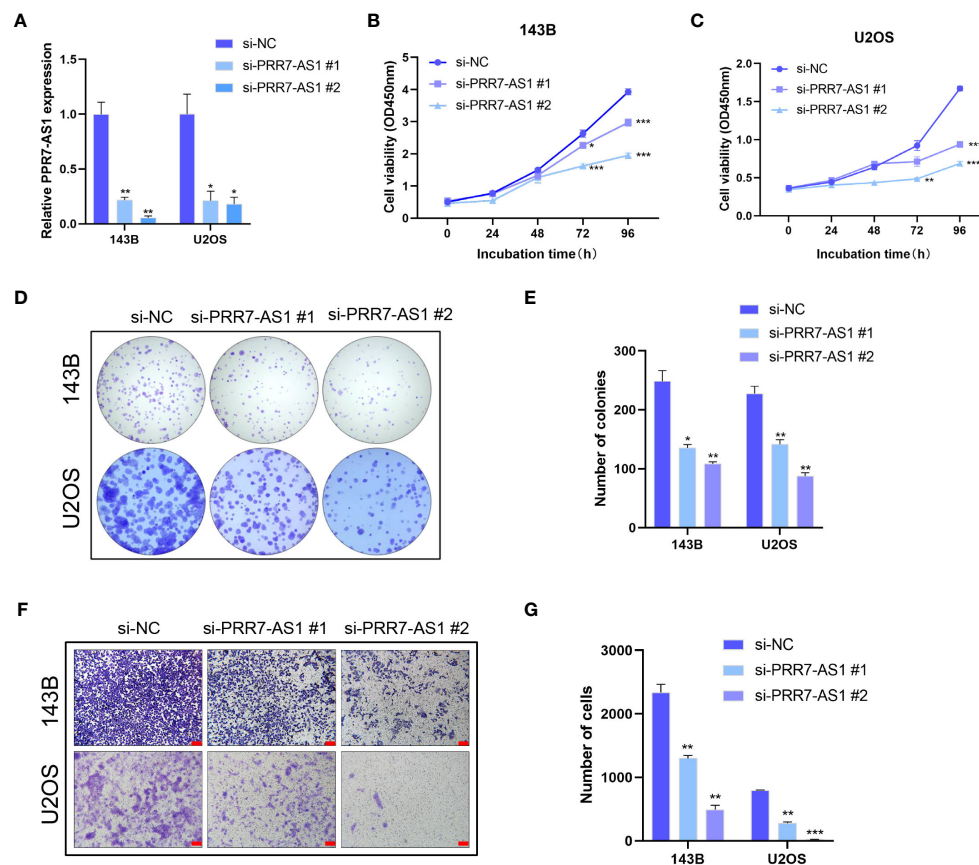 A
si-NC
si-PRR7-AS1 #1
si-PRR7-AS1 #2
Relative PPR7-AS1 expression
1.5
1.0
0.5
0.0
**
**
*
*
143B
U2OS
B
143B
si-NC
si-PRR7-AS1 #1
si-PRR7-AS1 #2
Cell viability (OD450nm)
5
4
3
2
1
0
*
***
***
***
0 24 48 72 96
Incubation time(h)
C
U2OS
si-NC
si-PRR7-AS1 #1
si-PRR7-AS1 #2
Cell viability (OD450nm)
2.0
1.5
1.0
0.5
0.0
**
***
0 24 48 72 96
Incubation time(h)
D
si-NC si-PRR7-AS1 #1 si-PRR7-AS1 #2
143B
U2OS
E
si-NC
si-PRR7-AS1 #1
si-PRR7-AS1 #2
Number of colonies
300
200
100
0
*
**
**
**
143B
U2OS
F
si-NC si-PRR7-AS1 #1 si-PRR7-AS1 #2
143B
U2OS
G
si-NC
si-PRR7-AS1 #1
si-PRR7-AS1 #2
Number of cells
3000
2000
1000
0
**
**
**
***
143B
U2OS